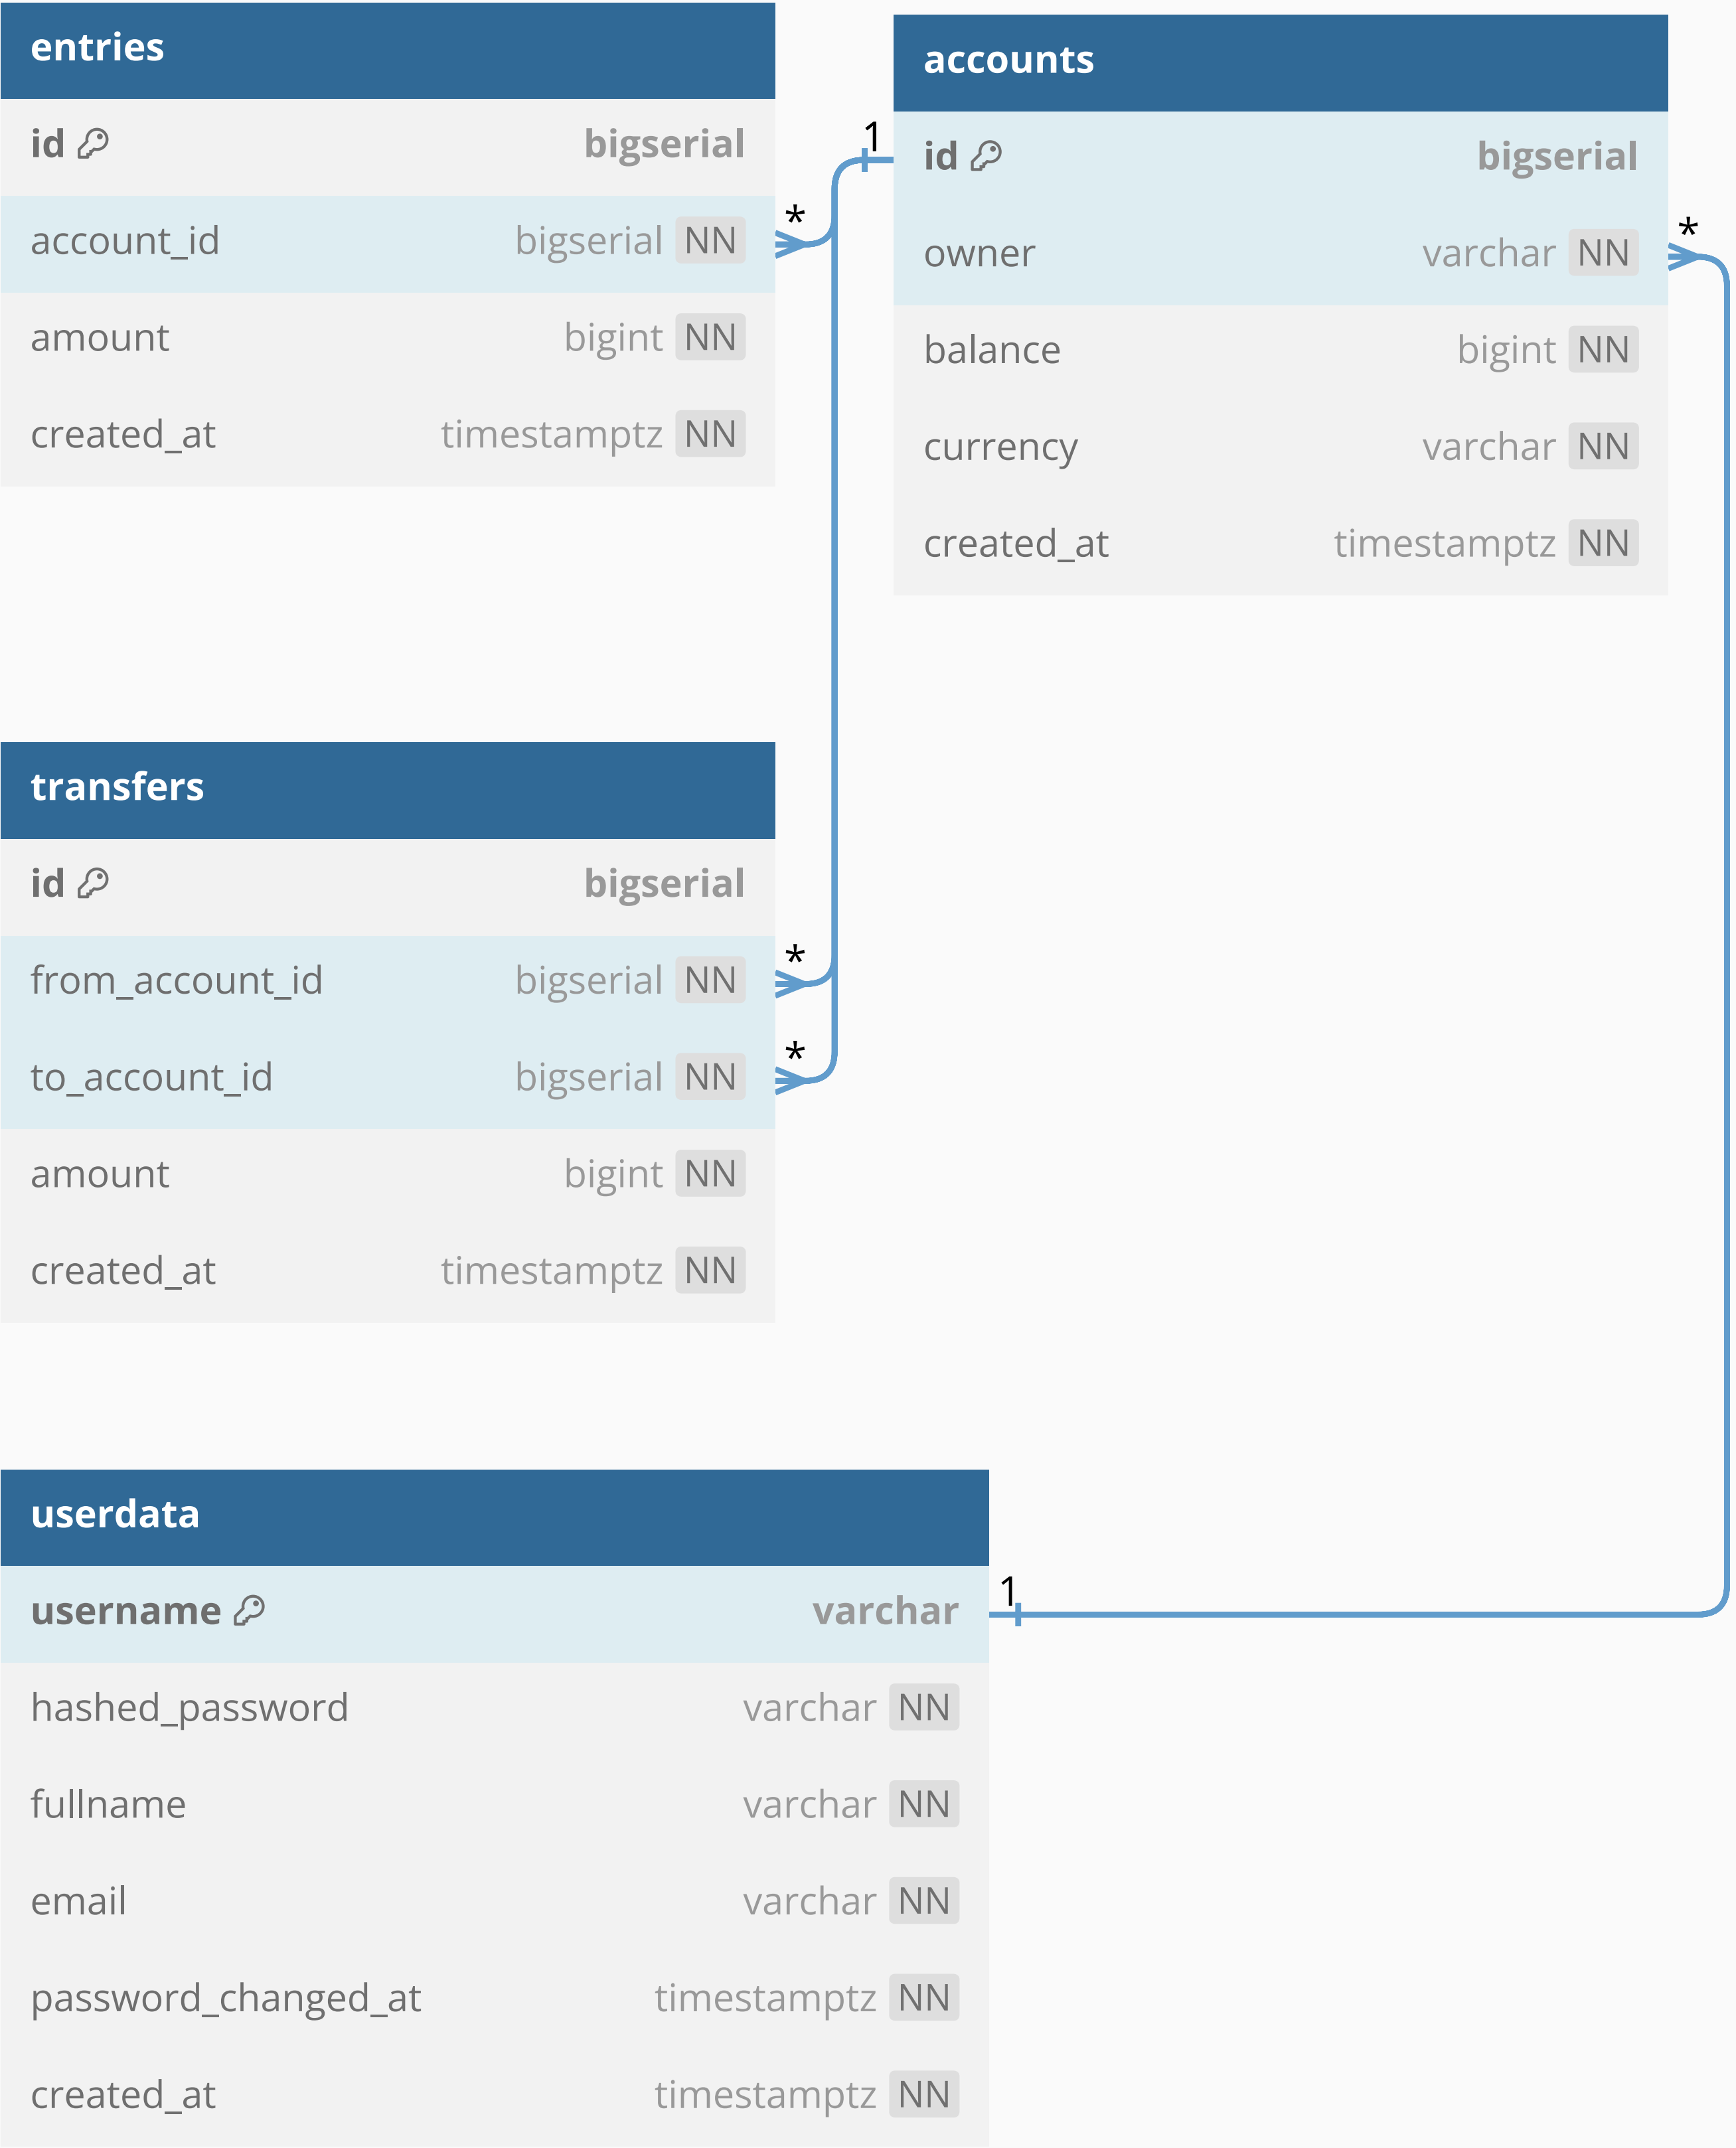 entries
id bigserial
account_id bigserial NN
amount bigint NN
created_at timestamptz NN
*
1
accounts
id bigserial
owner varchar NN
balance bigint NN
currency varchar NN
created_at timestamptz NN
*
transfers
id bigserial
from_account_id bigserial NN
*
to_account_id bigserial NN
*
amount bigint NN
created_at timestamptz NN
userdata
username varchar
1
hashed_password varchar NN
fullname varchar NN
email varchar NN
password_changed_at timestamptz NN
created_at timestamptz NN